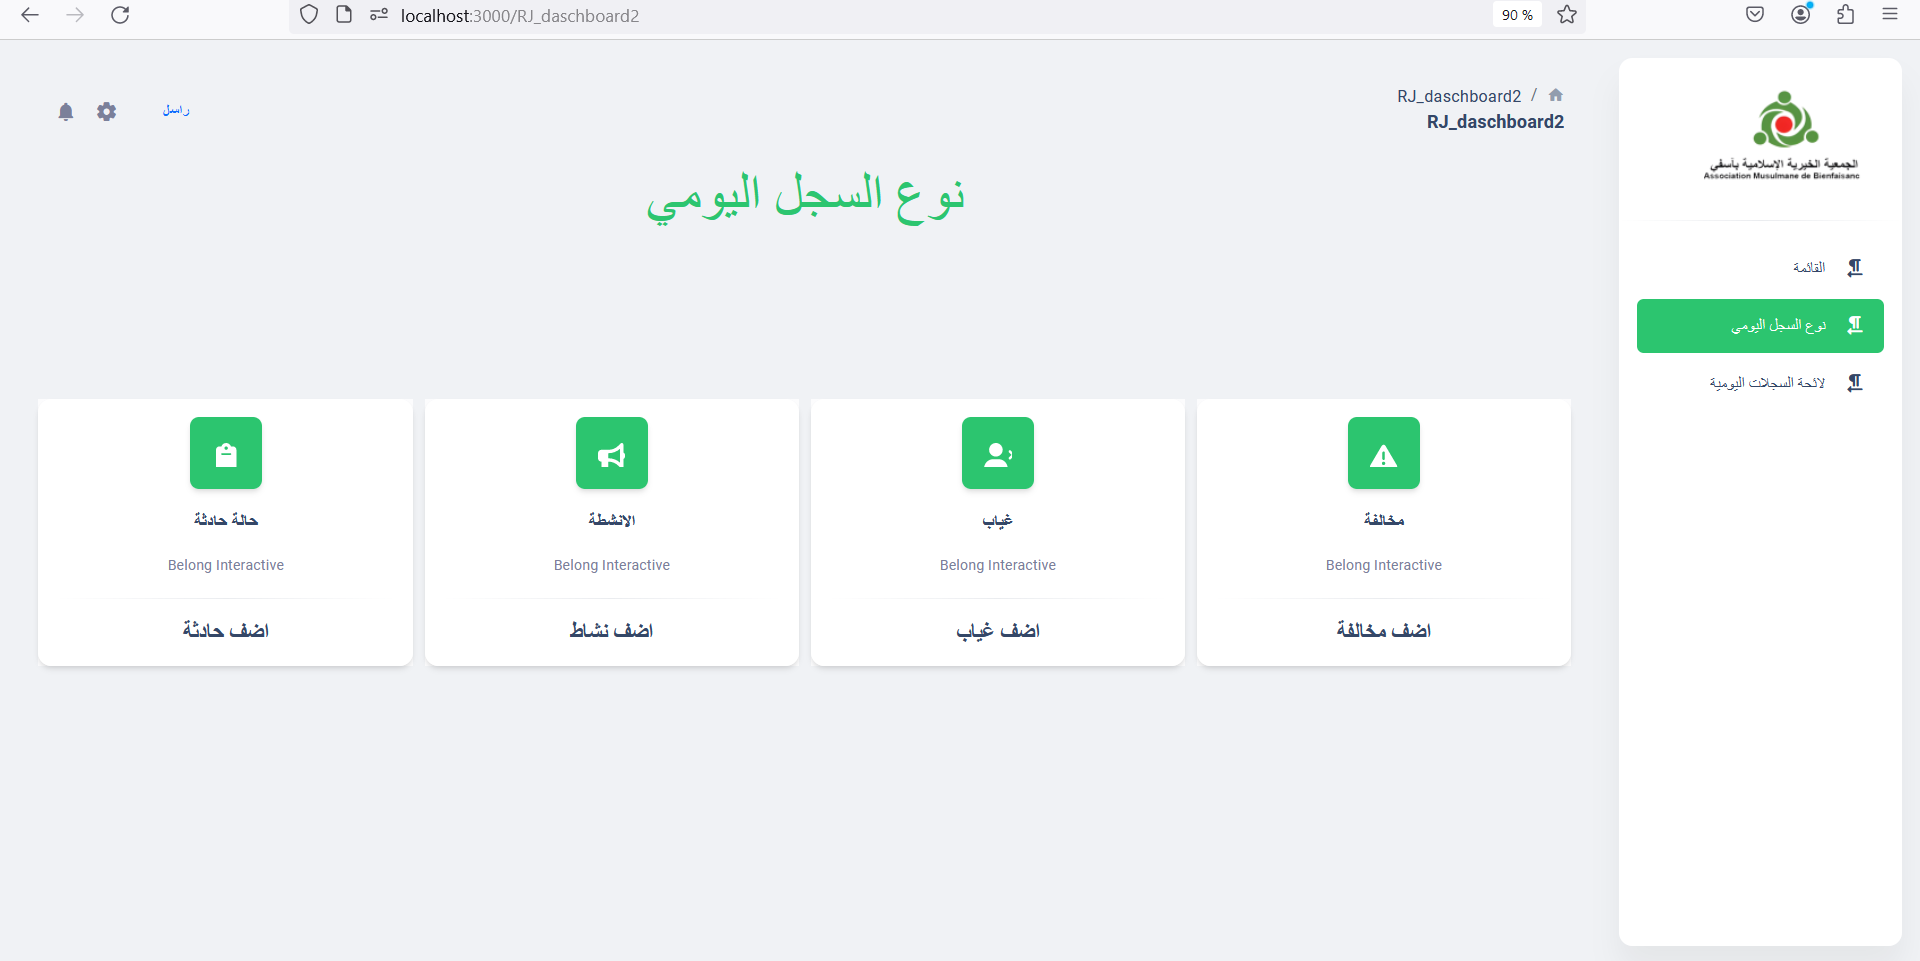 localhost:3000/RJ_daschboard2
90 %
RJ_daschboard2 /
RJ_daschboard2
راسل
الجمعية الخيرية الإسلامية بآسفي
Association Musulmane de Bienfaisanc
القائمة
نوع السجل اليومي
لائحة السجلات اليومية
نوع السجل اليومي
مخالفة
Belong Interactive
اضف مخالفة
غياب
Belong Interactive
اضف غياب
الانشطة
Belong Interactive
اضف نشاط
حالة حادثة
Belong Interactive
اضف حادثة